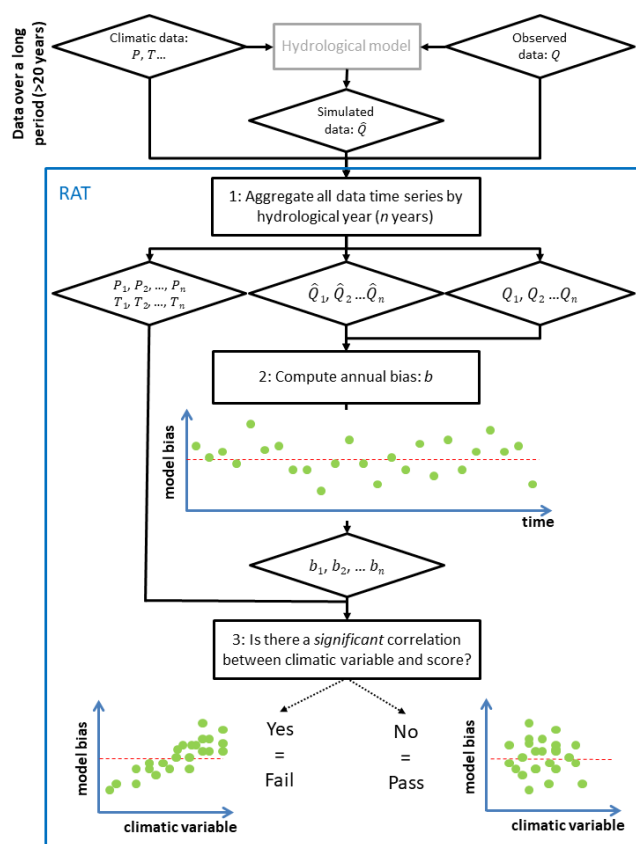 Data over a long
period (>20 years)
Climatic data:
P, T ...
Hydrological model
Observed
data: Q
Simulated
data: Q̂
RAT
1: Aggregate all data time series by
hydrological year (n years)
P₁, P₂, ..., Pₙ
T₁, T₂, ..., Tₙ
Q̂₁, Q̂₂ ... Q̂ₙ
Q₁, Q₂ ... Qₙ
2: Compute annual bias: b
model bias
time
b₁, b₂, ... bₙ
3: Is there a significant correlation
between climatic variable and score?
Yes
=
Fail
No
=
Pass
model bias
climatic variable
model bias
climatic variable